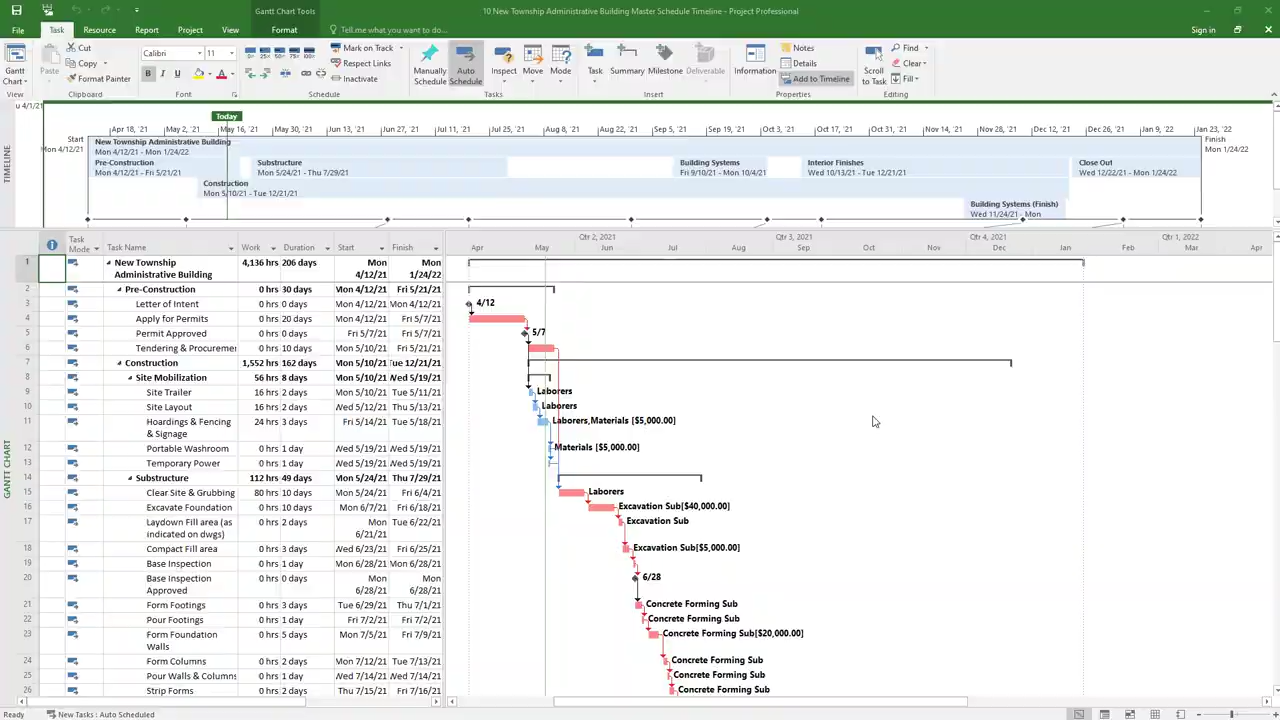 Gantt Chart Tools
10 New Township Administrative Building Master Schedule Timeline - Project Professional
File Task Resource Report Project View Format Tell me what you want to do... Sign in
Gantt Chart
View
Paste
Cut
Copy
Format Painter
Clipboard
Calibri 11
B I U
Font
Mark on Track
Respect Links
Inactivate
Schedule
Manually Schedule
Auto Schedule
Inspect
Move
Mode
Tasks
Task
Summary
Milestone
Deliverable
Insert
Information
Notes
Details
Add to Timeline
Properties
Scroll to Task
Find
Clear
Fill
Editing
TIMELINE
u 4/1/21
Today
Apr 18, '21 May 2, '21 May 16, '21 May 30, '21 Jun 13, '21 Jun 27, '21 Jul 11, '21 Jul 25, '21 Aug 8, '21 Aug 22, '21 Sep 5, '21 Sep 19, '21 Oct 3, '21 Oct 17, '21 Oct 31, '21 Nov 14, '21 Nov 28, '21 Dec 12, '21 Dec 26, '21 Jan 9, '22 Jan 23, '22
Start
Mon 4/12/21
Finish
Mon 1/24/22
New Township Administrative Building
Mon 4/12/21 - Mon 1/24/22
Pre-Construction
Mon 4/12/21 - Fri 5/21/21
Substructure
Mon 5/24/21 - Thu 7/29/21
Building Systems
Fri 9/10/21 - Mon 10/4/21
Interior Finishes
Wed 10/13/21 - Tue 12/21/21
Close Out
Wed 12/22/21 - Mon 1/24/22
Construction
Mon 5/10/21 - Tue 12/21/21
Building Systems (Finish)
Wed 11/24/21 - Mon
GANTT CHART
Task Mode Task Name Work Duration Start Finish
Qtr 2, 2021 Qtr 3, 2021 Qtr 4, 2021 Qtr 1, 2022
Apr May Jun Jul Aug Sep Oct Nov Dec Jan Feb Mar Apr
1 New Township Administrative Building 4,136 hrs 206 days Mon 4/12/21 Mon 1/24/22
2 Pre-Construction 0 hrs 30 days Mon 4/12/21 Fri 5/21/21
3 Letter of Intent 0 hrs 0 days Mon 4/12/21 Mon 4/12/21 4/12
4 Apply for Permits 0 hrs 20 days Mon 4/12/21 Fri 5/7/21
5 Permit Approved 0 hrs 0 days Fri 5/7/21 Fri 5/7/21 5/7
6 Tendering & Procuremen 0 hrs 10 days Mon 5/10/21 Fri 5/21/21
7 Construction 1,552 hrs 162 days Mon 5/10/21 Tue 12/21/21
8 Site Mobilization 56 hrs 8 days Mon 5/10/21 Wed 5/19/21
9 Site Trailer 16 hrs 2 days Mon 5/10/21 Tue 5/11/21 Laborers
10 Site Layout 16 hrs 2 days Wed 5/12/21 Thu 5/13/21 Laborers
11 Hoardings & Fencing & Signage 24 hrs 3 days Fri 5/14/21 Tue 5/18/21 Laborers,Materials [$5,000.00]
12 Portable Washroom 0 hrs 1 day Wed 5/19/21 Wed 5/19/21 Materials [$5,000.00]
13 Temporary Power 0 hrs 1 day Wed 5/19/21 Wed 5/19/21
14 Substructure 112 hrs 49 days Mon 5/24/21 Thu 7/29/21
15 Clear Site & Grubbing 80 hrs 10 days Mon 5/24/21 Fri 6/4/21 Laborers
16 Excavate Foundation 0 hrs 10 days Mon 6/7/21 Fri 6/18/21 Excavation Sub[$40,000.00]
17 Laydown Fill area (as indicated on dwgs) 0 hrs 2 days Mon 6/21/21 Tue 6/22/21 Excavation Sub
18 Compact Fill area 0 hrs 3 days Wed 6/23/21 Fri 6/25/21 Excavation Sub[$5,000.00]
19 Base Inspection 0 hrs 1 day Mon 6/28/21 Mon 6/28/21
20 Base Inspection Approved 0 hrs 0 days Mon 6/28/21 Mon 6/28/21 6/28
21 Form Footings 0 hrs 3 days Tue 6/29/21 Thu 7/1/21 Concrete Forming Sub
22 Pour Footings 0 hrs 1 day Fri 7/2/21 Fri 7/2/21 Concrete Forming Sub
23 Form Foundation Walls 0 hrs 5 days Mon 7/5/21 Fri 7/9/21 Concrete Forming Sub[$20,000.00]
24 Form Columns 0 hrs 2 days Mon 7/12/21 Tue 7/13/21 Concrete Forming Sub
25 Pour Walls & Columns 0 hrs 1 day Wed 7/14/21 Wed 7/14/21 Concrete Forming Sub
26 Strip Forms 0 hrs 2 days Thu 7/15/21 Fri 7/16/21 Concrete Forming Sub
Ready New Tasks : Auto Scheduled